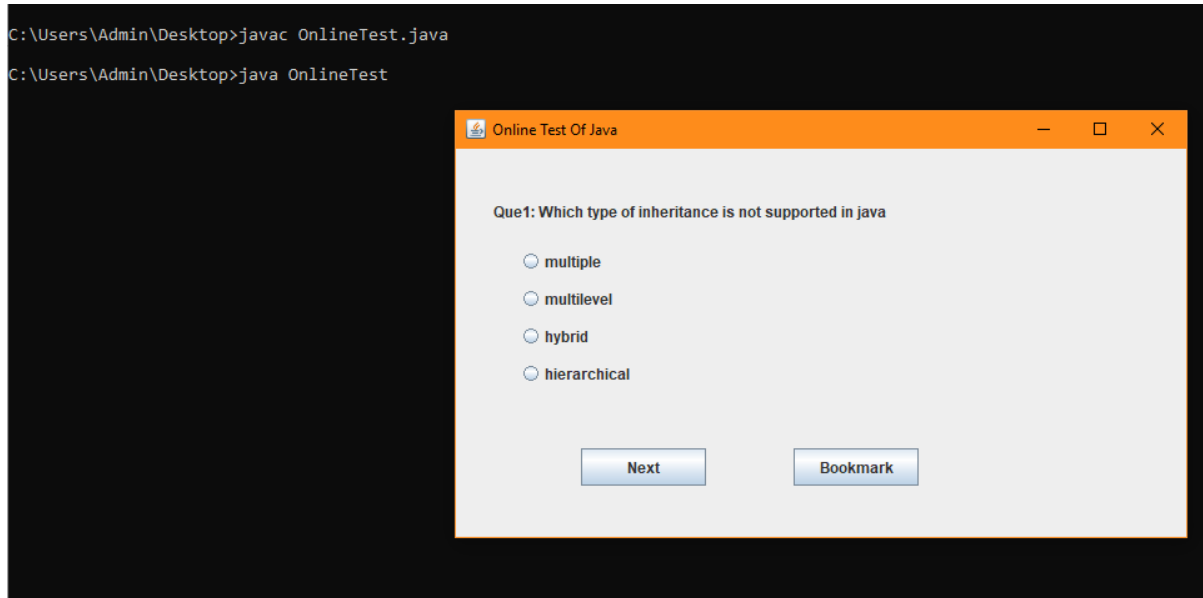 C:\Users\Admin\Desktop>javac OnlineTest.java
C:\Users\Admin\Desktop>java OnlineTest
Online Test Of Java
Que1: Which type of inheritance is not supported in java
multiple
multilevel
hybrid
hierarchical
Next Bookmark